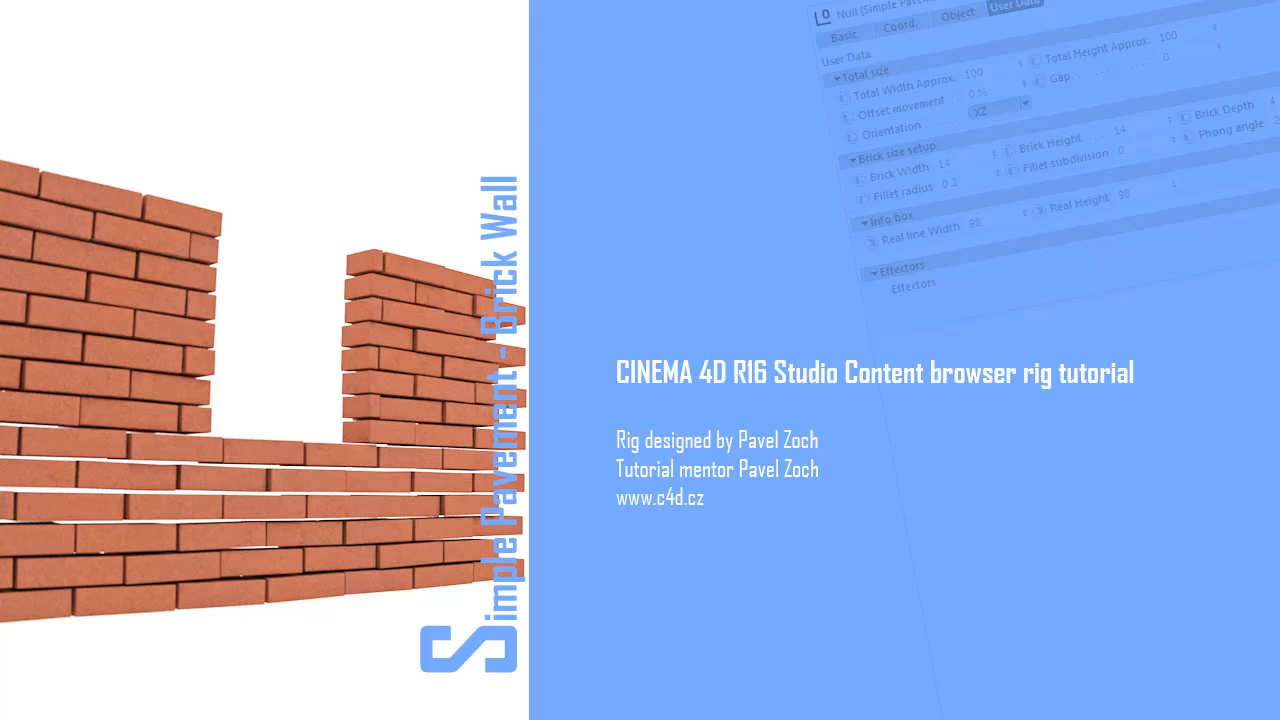 Simple Pavement - Brick Wall
Null [Simple
Basic Coord. Object User Data
User Data
Total size
Total Width Approx. 100 Total Height Approx. 100
Offset movement 0 % Gap 0
Orientation XZ
Brick size setup
Brick Width 14 Brick Height 14 Brick Depth 4
Fillet radius 0.2 Fillet subdivision 0 Phong angle
Info box
Real line Width 98 Real Height 98
Effectors
Effectors
CINEMA 4D R16 Studio Content browser rig tutorial
Rig designed by Pavel Zoch
Tutorial mentor Pavel Zoch
www.c4d.cz